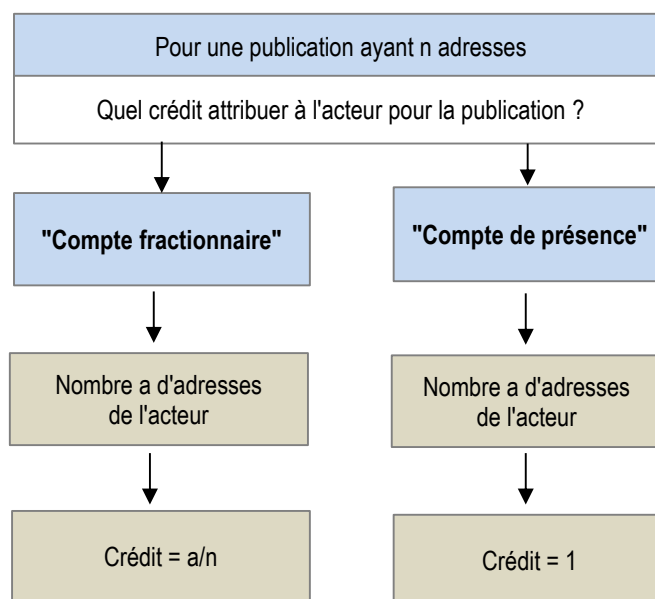 Pour une publication ayant n adresses
Quel crédit attribuer à l'acteur pour la publication ?
"Compte fractionnaire"
"Compte de présence"
Nombre a d'adresses
de l'acteur
Nombre a d'adresses
de l'acteur
Crédit = a/n
Crédit = 1